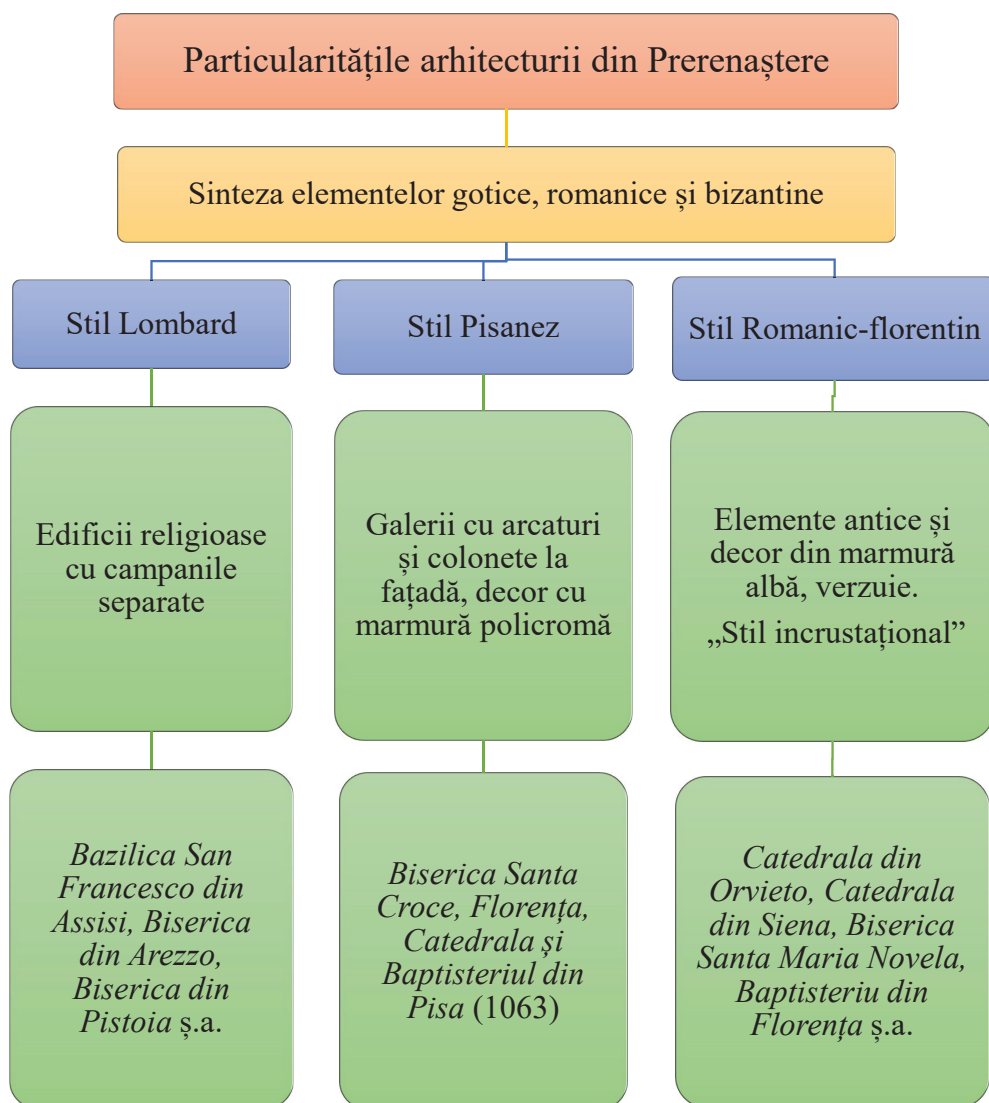 Particularitățile arhitecturii din Prerenaștere
Sinteza elementelor gotice, romanice și bizantine
Stil Lombard
Stil Pisanez
Stil Romanic-florentin
Edificii religioase
cu campanile
separate
Galerii cu arcaturi
și colonete la
fațadă, decor cu
marmură policromă
Elemente antice și
decor din marmură
albă, verzuie.
„Stil incrustațional”
Bazilica San
Francesco din
Assisi, Biserica
din Arezzo,
Biserica din
Pistoia ș.a.
Biserica Santa
Croce, Florența,
Catedrala și
Baptisteriul din
Pisa (1063)
Catedrala din
Orvieto, Catedrala
din Siena, Biserica
Santa Maria Novela,
Baptisteriu din
Florența ș.a.